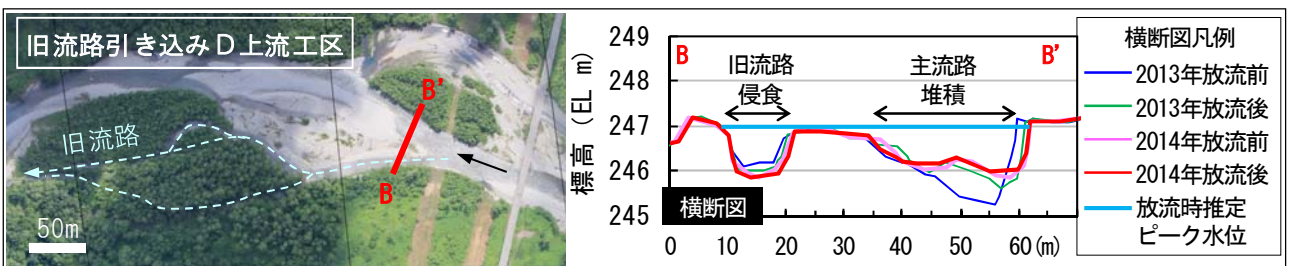 旧流路引き込みD上流工区
B'
旧流路
B
50m
標高(EL m)
249
248
247
246
245
B
B'
旧流路
侵食
主流路
堆積
横断図
0
10
20
30
40
50
60(m)
横断図凡例
2013年放流前
2013年放流後
2014年放流前
2014年放流後
放流時推定
ピーク水位